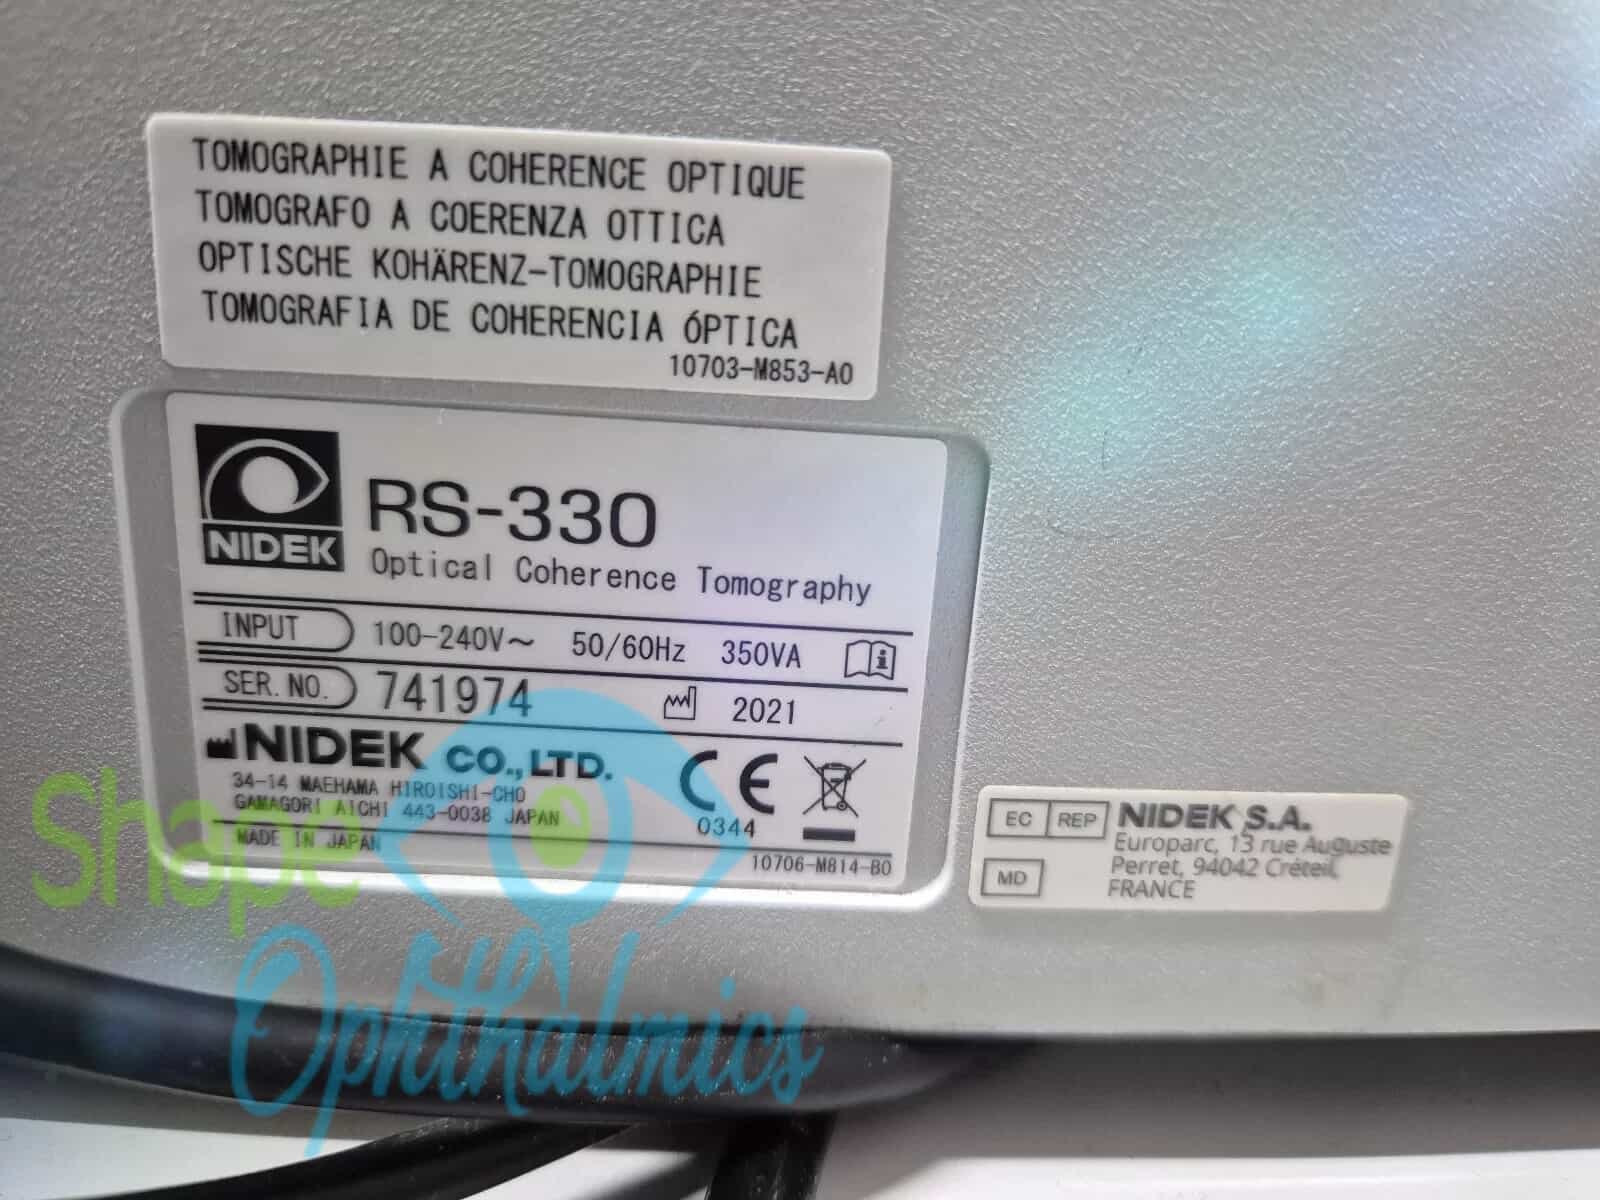 TOMOGRAPHIE A COHERENCE OPTIQUE
TOMOGRAFO A COERENZA OTTICA
OPTISCHE KOHÄRENZ-TOMOGRAPHIE
TOMOGRAFIA DE COHERENCIA ÓPTICA
10703-M853-A0
NIDEK
RS-330
Optical Coherence Tomography
INPUT 100-240V～ 50/60Hz 350VA
SER. NO. 741974 2021
NIDEK CO., LTD.
34-14 MAEHAMA HIROISHI-CHO
GAMAGORI AICHI 443-0038 JAPAN
MADE IN JAPAN
CE
0344
10706-M814-B0
EC REP NIDEK S.A.
Europarc, 13 rue Auguste
Perret, 94042 Créteil,
MD FRANCE
Shape
Ophthalmics